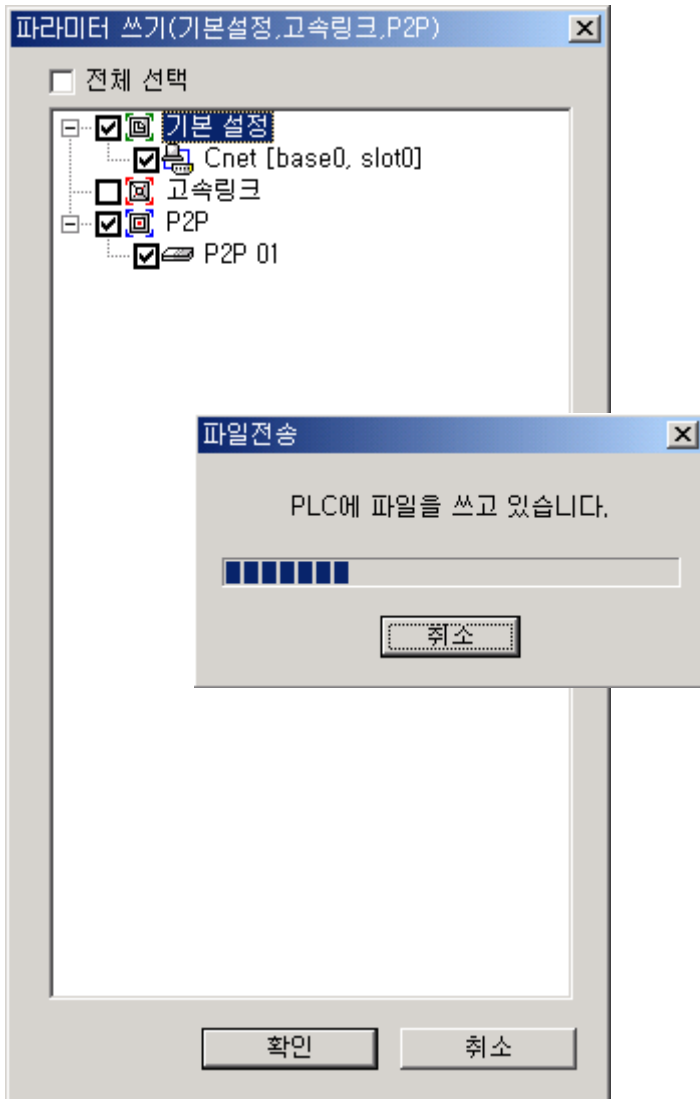 파라미터 쓰기(기본설정,고속링크,P2P)
전체 선택
기본 설정
Cnet [base0, slot0]
고속링크
P2P
P2P 01
파일전송
PLC에 파일을 쓰고 있습니다.
취소
확인 취소